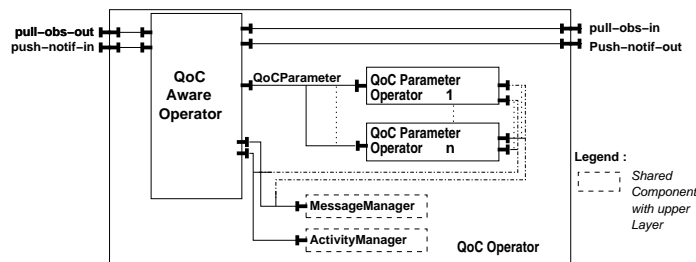 pull-obs-out
push-notif-in
pull-obs-in
Push-notif-out
QoC
Aware
Operator
QoCParameter
QoC Parameter
Operator 1
QoC Parameter
Operator n
MessageManager
ActivityManager
QoC Operator
Legend :
Shared
Component
with upper
Layer